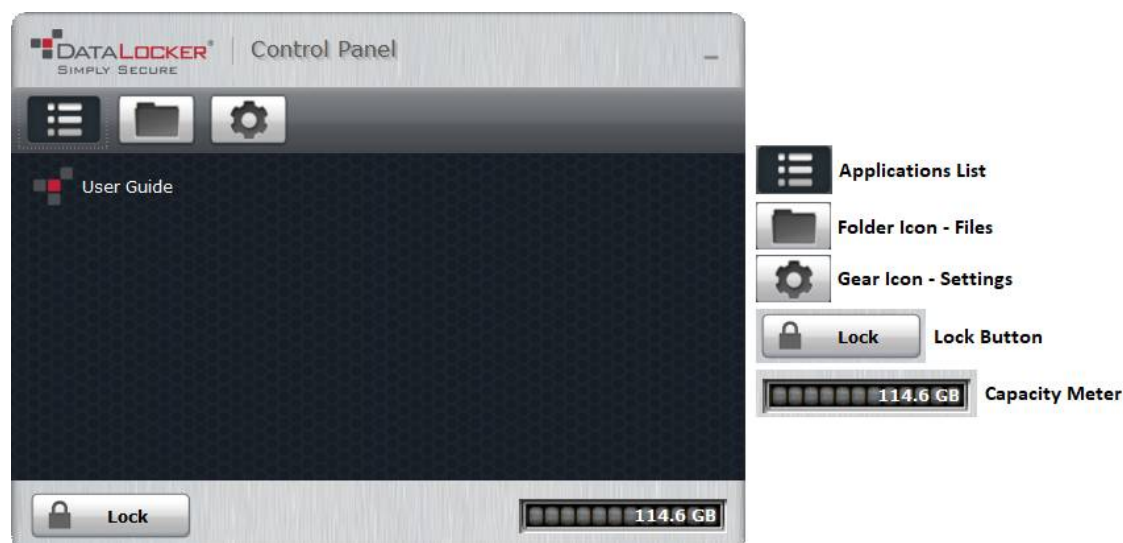 DATALOCKER® Control Panel
SIMPLY SECURE
User Guide
Lock
114.6 GB
Applications List
Folder Icon - Files
Gear Icon - Settings
Lock Lock Button
114.6 GB Capacity Meter